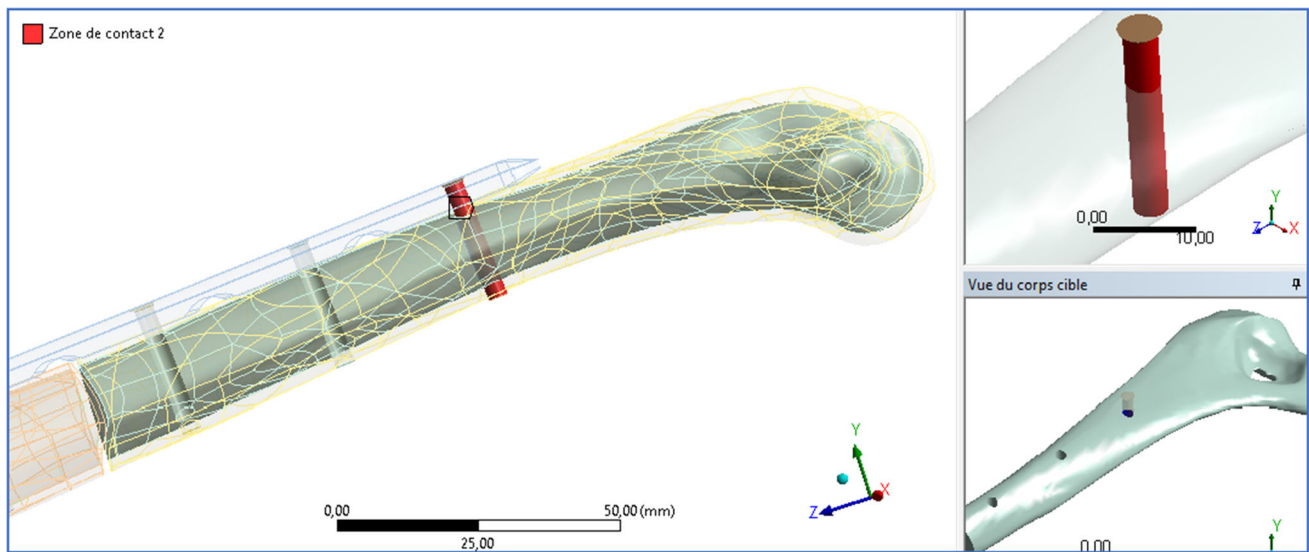 Zone de contact 2
Y
X
Z
0,00
50,00 (mm)
25,00
0,00
10,00
Y
Z
X
Vue du corps cible
0.00
Y